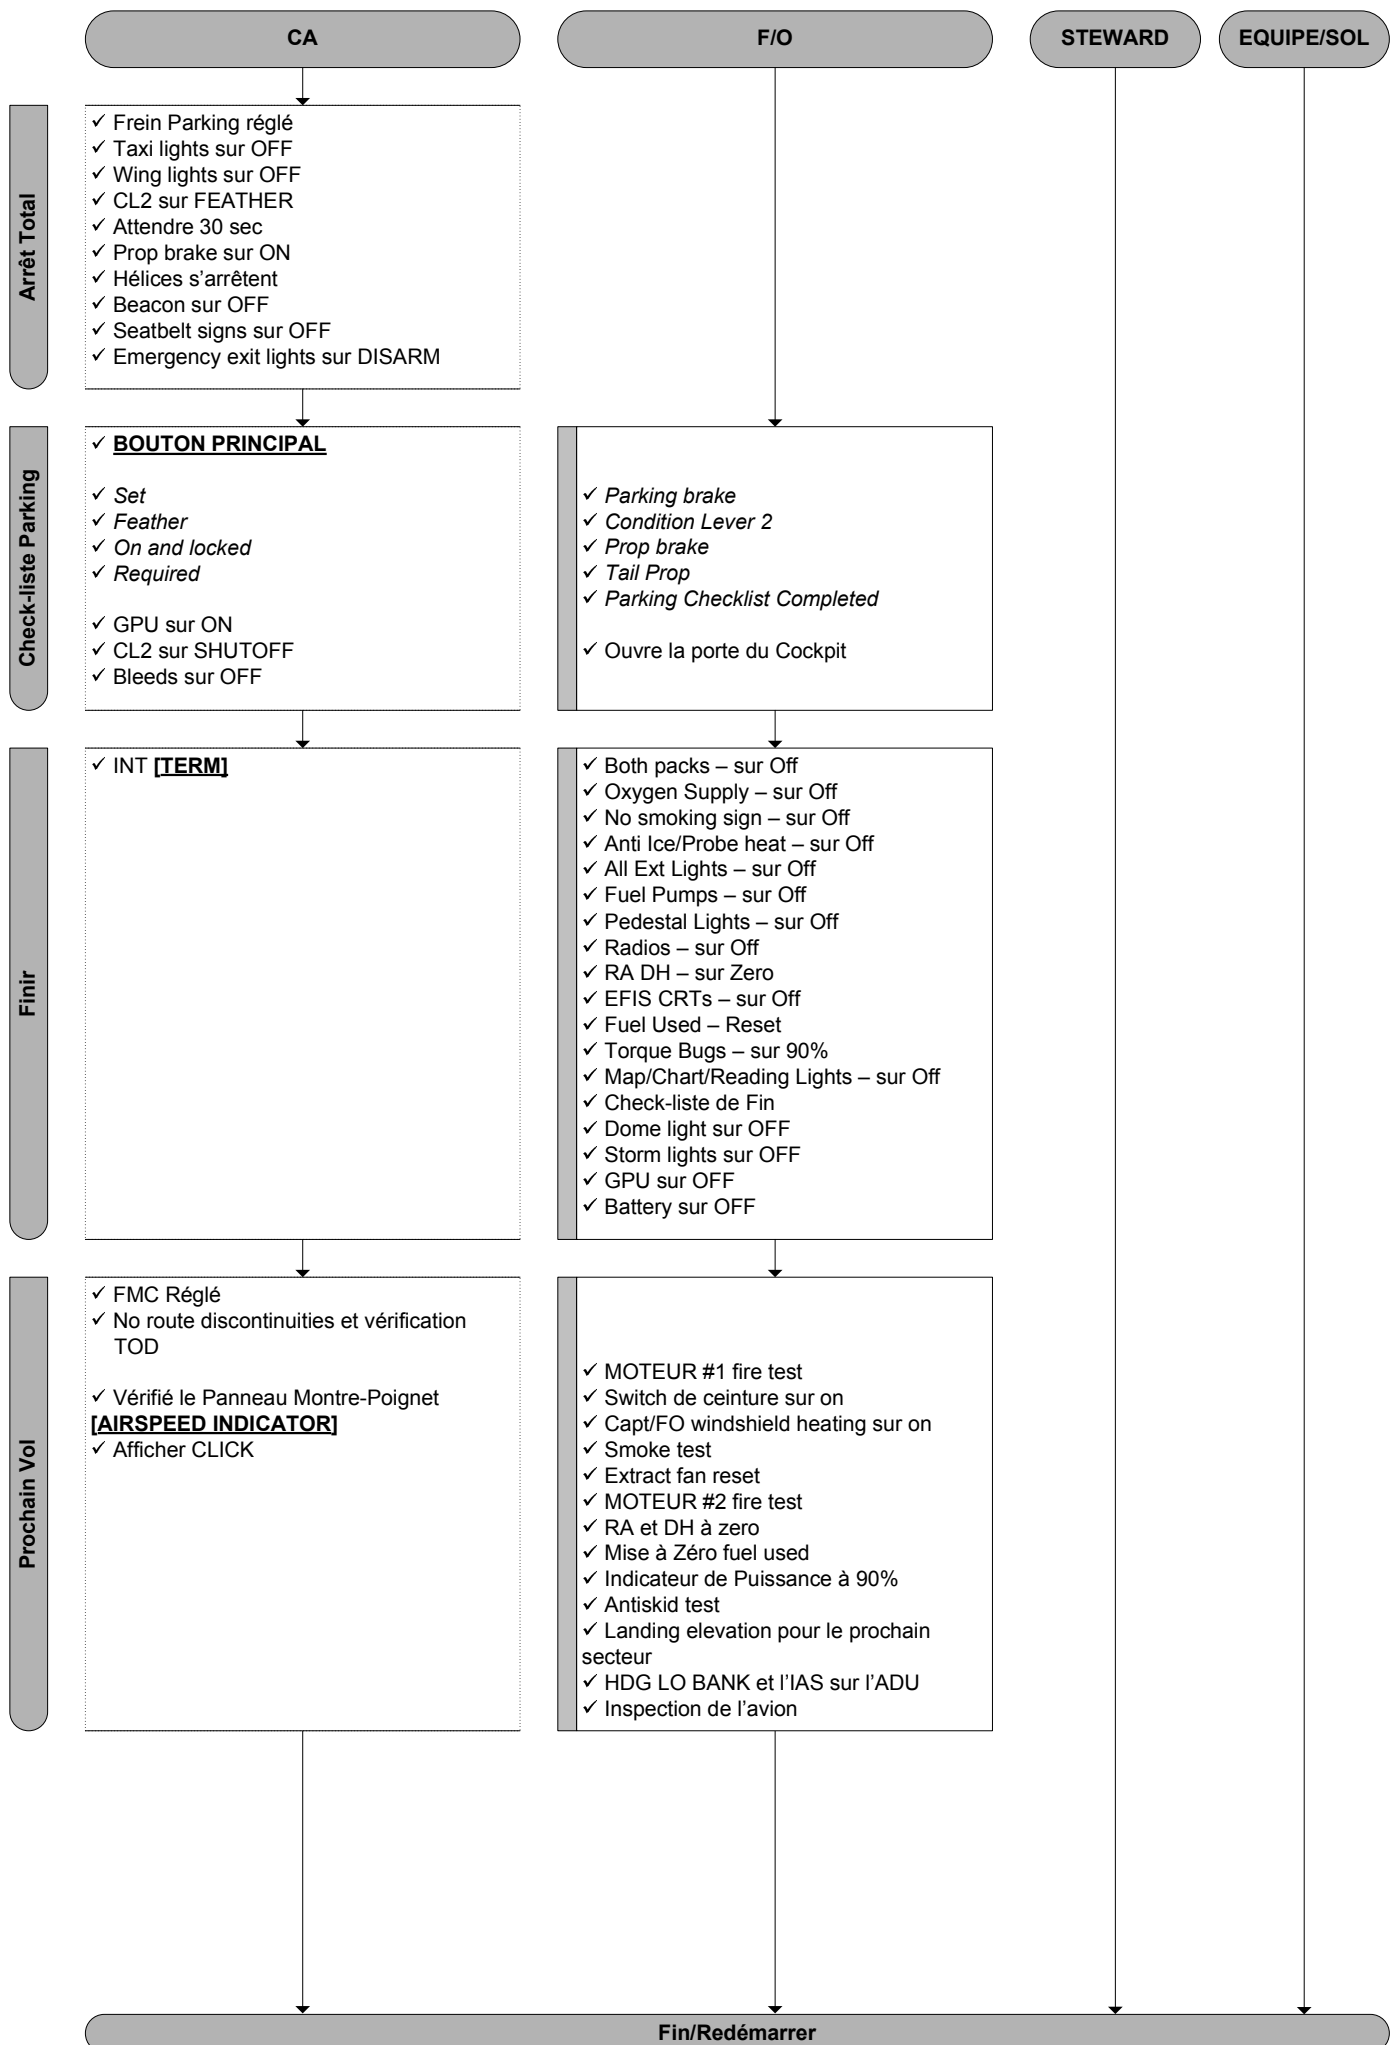 CA
F/O
STEWARD
EQUIPE/SOL
Arrêt Total
✓ Frein Parking réglé
✓ Taxi lights sur OFF
✓ Wing lights sur OFF
✓ CL2 sur FEATHER
✓ Attendre 30 sec
✓ Prop brake sur ON
✓ Hélices s'arrêtent
✓ Beacon sur OFF
✓ Seatbelt signs sur OFF
✓ Emergency exit lights sur DISARM
Check-liste Parking
✓ BOUTON PRINCIPAL
✓ Set
✓ Feather
✓ On and locked
✓ Required
✓ GPU sur ON
✓ CL2 sur SHUTOFF
✓ Bleeds sur OFF
✓ Parking brake
✓ Condition Lever 2
✓ Prop brake
✓ Tail Prop
✓ Parking Checklist Completed
✓ Ouvre la porte du Cockpit
Finir
✓ INT [TERM]
✓ Both packs – sur Off
✓ Oxygen Supply – sur Off
✓ No smoking sign – sur Off
✓ Anti Ice/Probe heat – sur Off
✓ All Ext Lights – sur Off
✓ Fuel Pumps – sur Off
✓ Pedestal Lights – sur Off
✓ Radios – sur Off
✓ RA DH – sur Zero
✓ EFIS CRTs – sur Off
✓ Fuel Used – Reset
✓ Torque Bugs – sur 90%
✓ Map/Chart/Reading Lights – sur Off
✓ Check-liste de Fin
✓ Dome light sur OFF
✓ Storm lights sur OFF
✓ GPU sur OFF
✓ Battery sur OFF
Prochain Vol
✓ FMC Réglé
✓ No route discontinuities et vérification
TOD
✓ Vérifié le Panneau Montre-Poignet
[AIRSPEED INDICATOR]
✓ Afficher CLICK
✓ MOTEUR #1 fire test
✓ Switch de ceinture sur on
✓ Capt/FO windshield heating sur on
✓ Smoke test
✓ Extract fan reset
✓ MOTEUR #2 fire test
✓ RA et DH à zero
✓ Mise à Zéro fuel used
✓ Indicateur de Puissance à 90%
✓ Antiskid test
✓ Landing elevation pour le prochain
secteur
✓ HDG LO BANK et l'IAS sur l'ADU
✓ Inspection de l'avion
Fin/Redémarrer